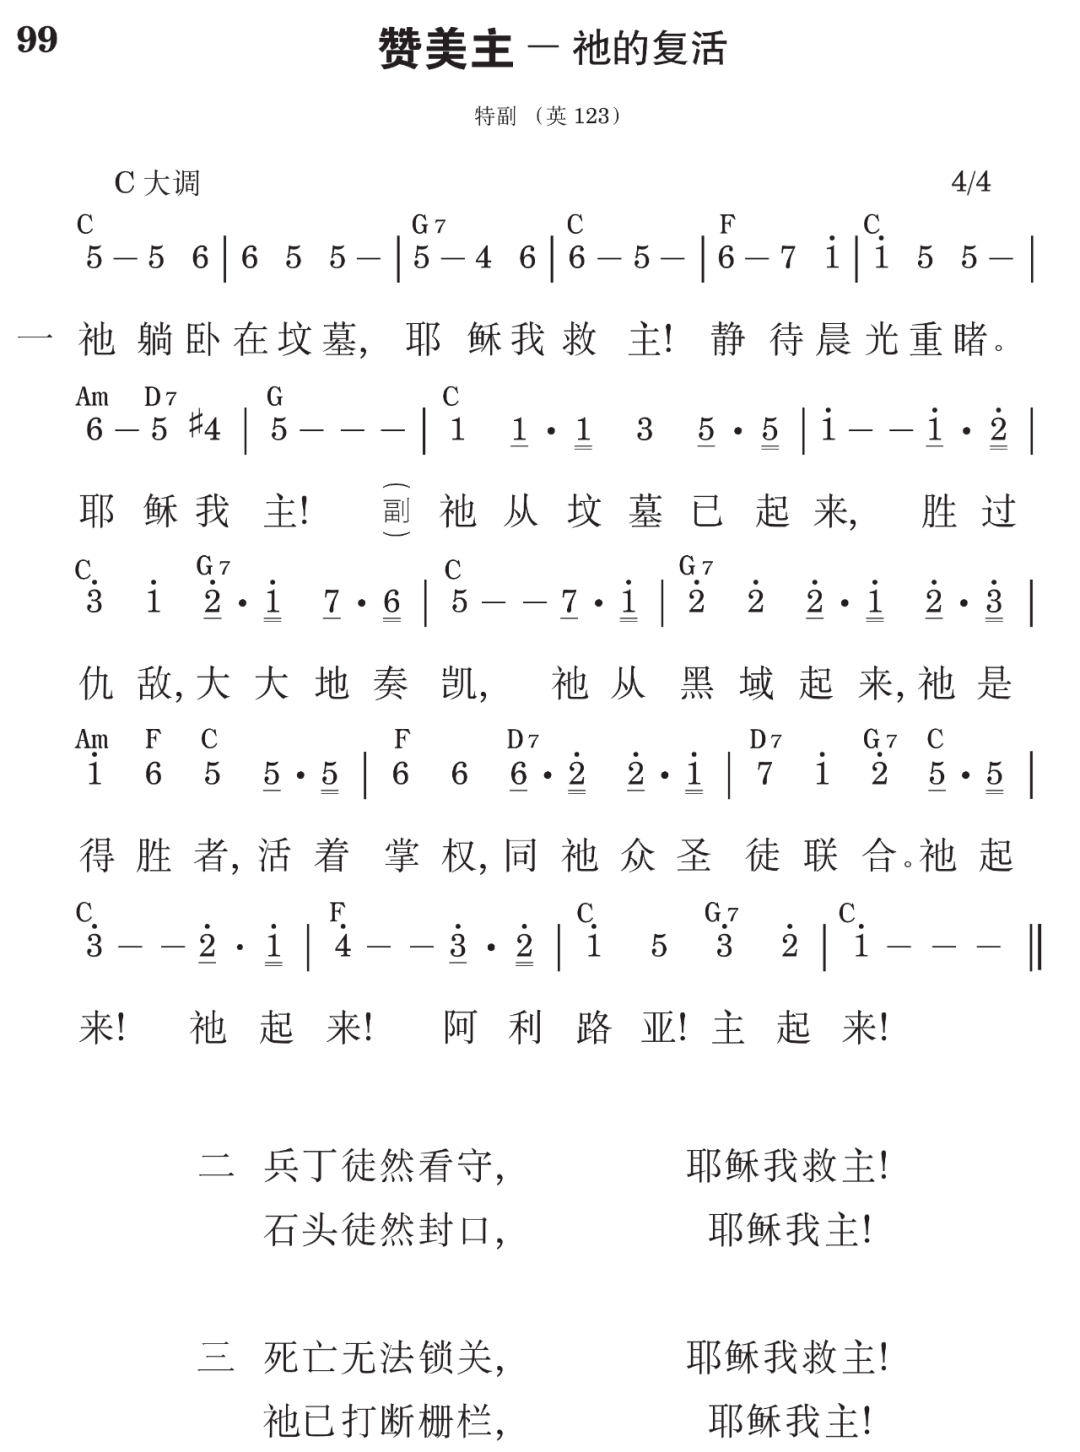 99
赞美主 — 祂的复活
特副 （英 123）
C 大调 4/4
C G7 C F C
5 – 5 6 | 6 5 5 – | 5 – 4 6 | 6 – 5 – | 6 – 7 i | i 5 5 – |
一 祂 躺 卧 在 坟 墓, 耶 稣 我 救 主! 静 待 晨 光 重 睹。
Am D7 G C
6 – 5 ♯4 | 5 – – – | 1 1 • 1 3 5 • 5 | i – – i • 2̇ |
耶 稣 我 主! (副) 祂 从 坟 墓 已 起 来, 胜 过
C G7 C G7
3̇ i 2̇ • i 7 • 6 | 5 – – 7 • i | 2̇ 2̇ 2̇ • i 2̇ • 3̇ |
仇 敌, 大 大 地 奏 凯, 祂 从 黑 域 起 来, 祂 是
Am F C F D7 D7 G7 C
i 6 5 5 • 5 | 6 6 6 • 2̇ 2̇ • i | 7 i 2̇ 5 • 5 |
得 胜 者, 活 着 掌 权, 同 祂 众 圣 徒 联 合。祂 起
C F C G7 C
3̇ – – 2̇ • i | 4̇ – – 3̇ • 2̇ | i 5 3̇ 2̇ | i – – – ‖
来! 祂 起 来! 阿 利 路 亚! 主 起 来!
二 兵丁徒然看守, 耶稣我救主!
石头徒然封口, 耶稣我主!
三 死亡无法锁关, 耶稣我救主!
祂已打断栅栏, 耶稣我主!